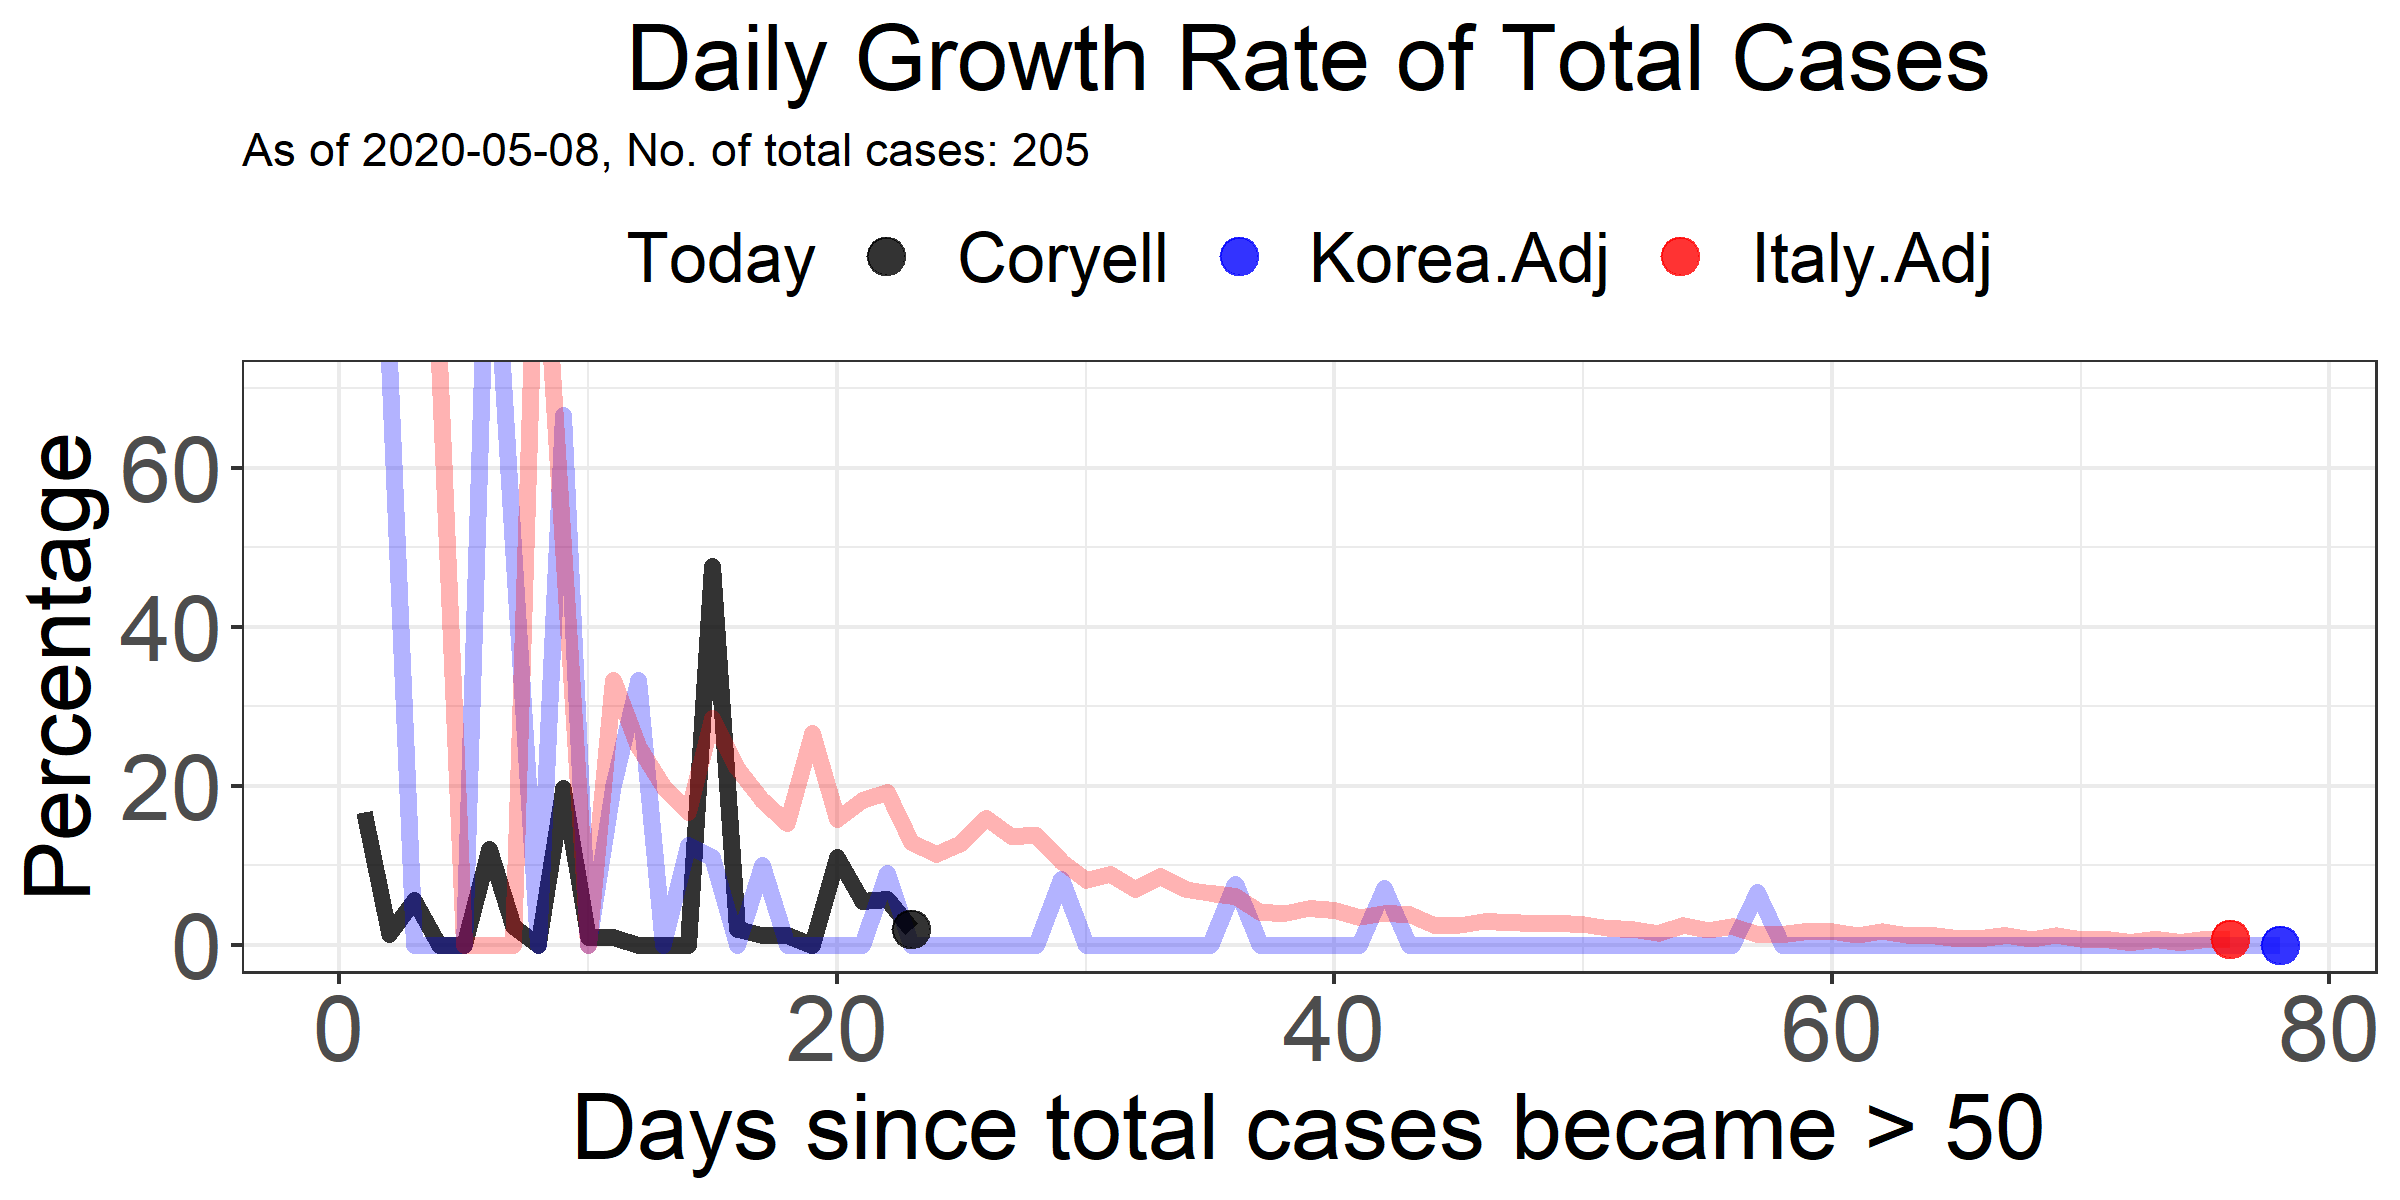 Daily Growth Rate of Total Cases
As of 2020-05-08, No. of total cases: 205
Today Coryell Korea.Adj Italy.Adj
Percentage
60
40
20
0
0 20 40 60 80
Days since total cases became > 50